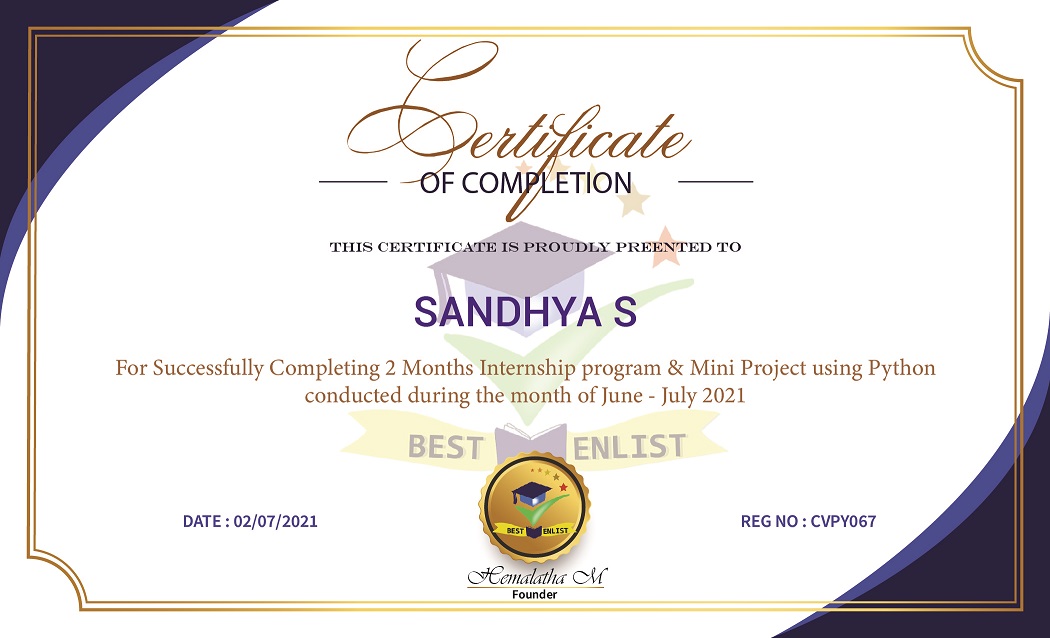 Certificate
OF COMPLETION
THIS CERTIFICATE IS PROUDLY PREENTED TO
SANDHYA S
For Successfully Completing 2 Months Internship program & Mini Project using Python
conducted during the month of June - July 2021
BEST ENLIST
BEST ENLIST
DATE : 02/07/2021
REG NO : CVPY067
Hemalatha M
Founder